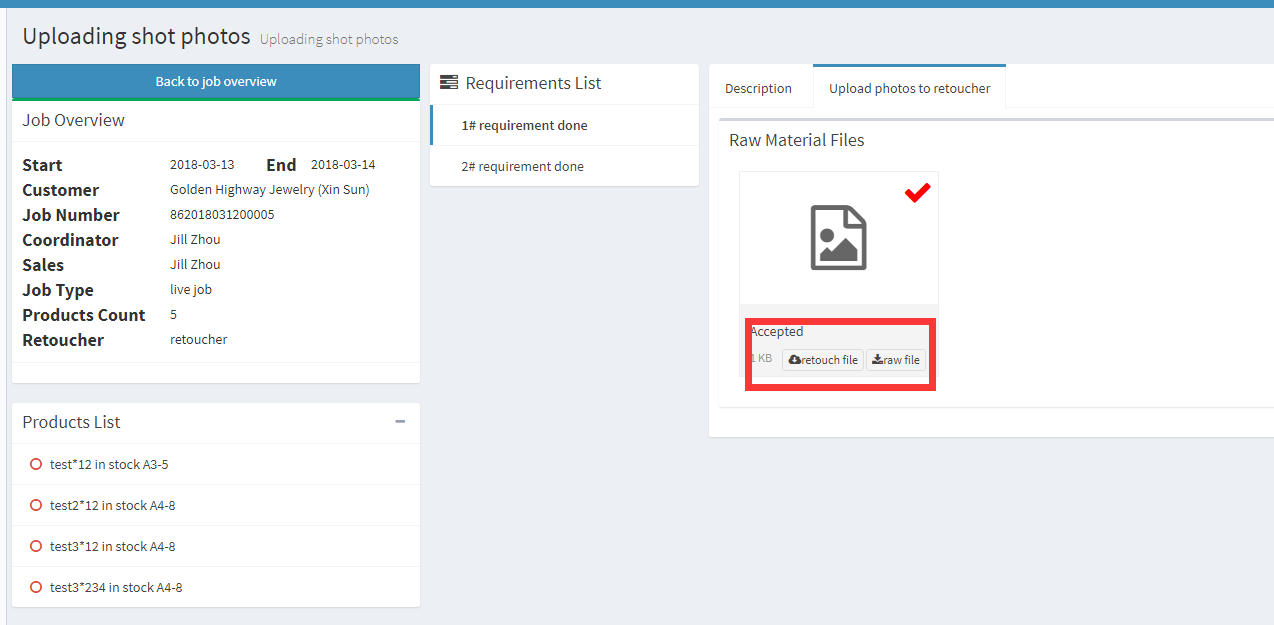 Uploading shot photos Uploading shot photos
Back to job overview
Job Overview
Start 2018-03-13 End 2018-03-14
Customer Golden Highway Jewelry (Xin Sun)
Job Number 862018031200005
Coordinator Jill Zhou
Sales Jill Zhou
Job Type live job
Products Count 5
Retoucher retoucher
Products List
test*12 in stock A3-5
test2*12 in stock A4-8
test3*12 in stock A4-8
test3*234 in stock A4-8
Requirements List
1# requirement done
2# requirement done
Description Upload photos to retoucher
Raw Material Files
Accepted
1 KB retouch file raw file